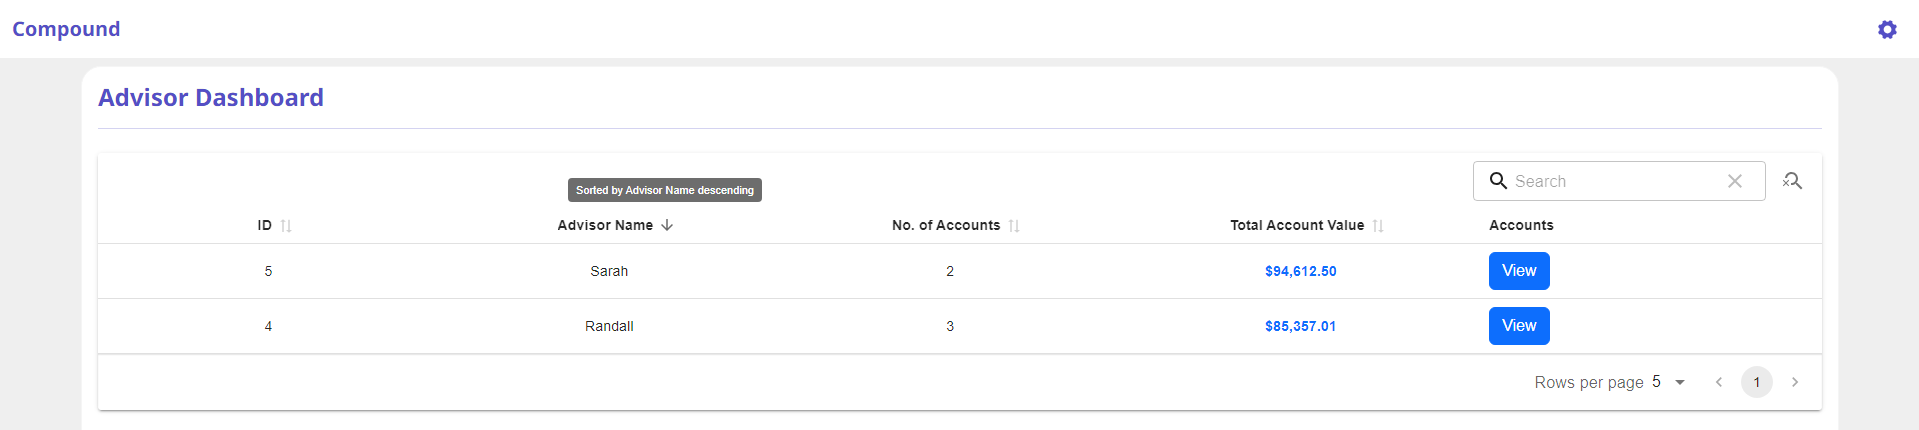 Compound
Advisor Dashboard
Sorted by Advisor Name descending
Search
ID Advisor Name No. of Accounts Total Account Value Accounts
5 Sarah 2 $94,612.50 View
4 Randall 3 $85,357.01 View
Rows per page 5 1